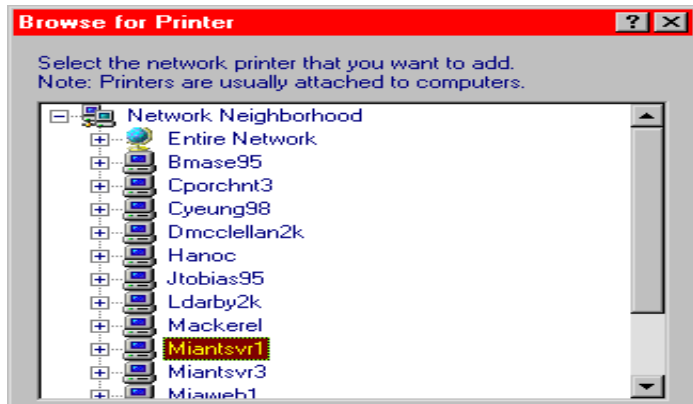 Browse for Printer
Select the network printer that you want to add.
Note: Printers are usually attached to computers.
Network Neighborhood
Entire Network
Bmase95
Cporchnt3
Cyeung98
Dmcclellan2k
Hanoc
Jtobias95
Ldarby2k
Mackerel
Miantsvr1
Miantsvr3
Miaweb1